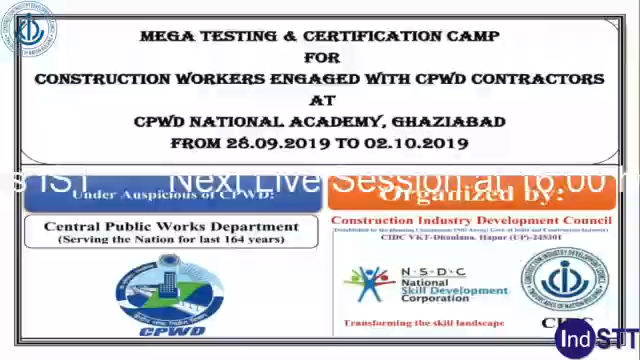 MEGA TESTING & CERTIFICATION CAMP
FOR
CONSTRUCTION WORKERS ENGAGED WITH CPWD CONTRACTORS
AT
CPWD NATIONAL ACADEMY, GHAZIABAD
FROM 28.09.2019 TO 02.10.2019
Next Live Session at 16:00
Under Auspicious of CPWD:
Organized by:
Central Public Works Department
(Serving the Nation for last 164 years)
Construction Industry Development Council
CIDC VKT-Dhaulana, Hapur (UP)-245301
N·S·D·C
National
Skill Development
Corporation
Transforming the skill landscape
CPWD
Ind STT